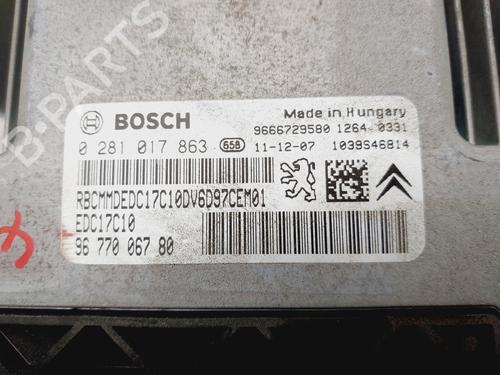 B-Parts
BOSCH
Made in Hungary
9666729580 1264 0331
0 281 017 863 658 11-12-07 1039S46814
RBCMMDEDC17C10DV6D97CEM01
EDC17C10
96 770 067 80